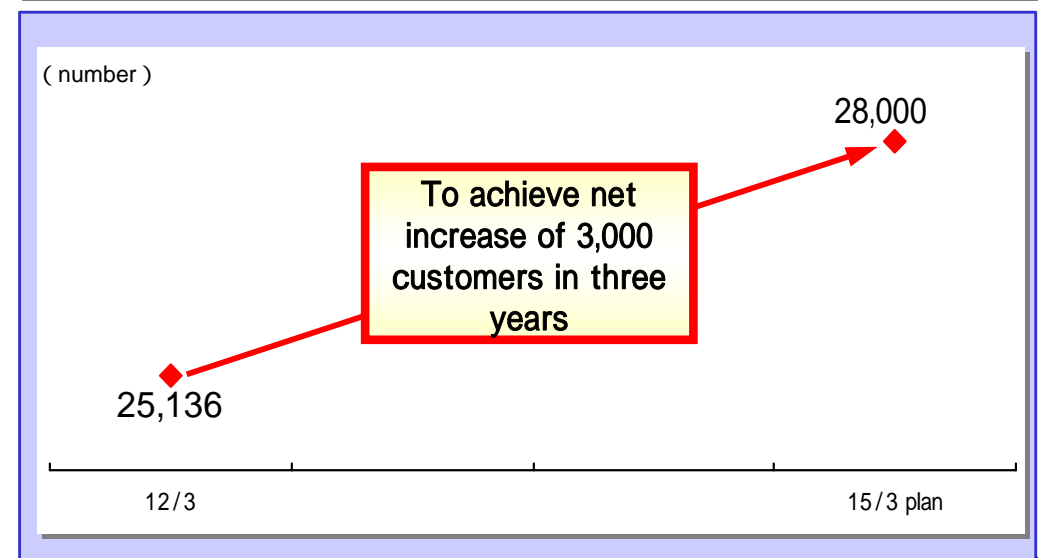 ( number )
28,000
To achieve net
increase of 3,000
customers in three
years
25,136
12/3
15/3 plan